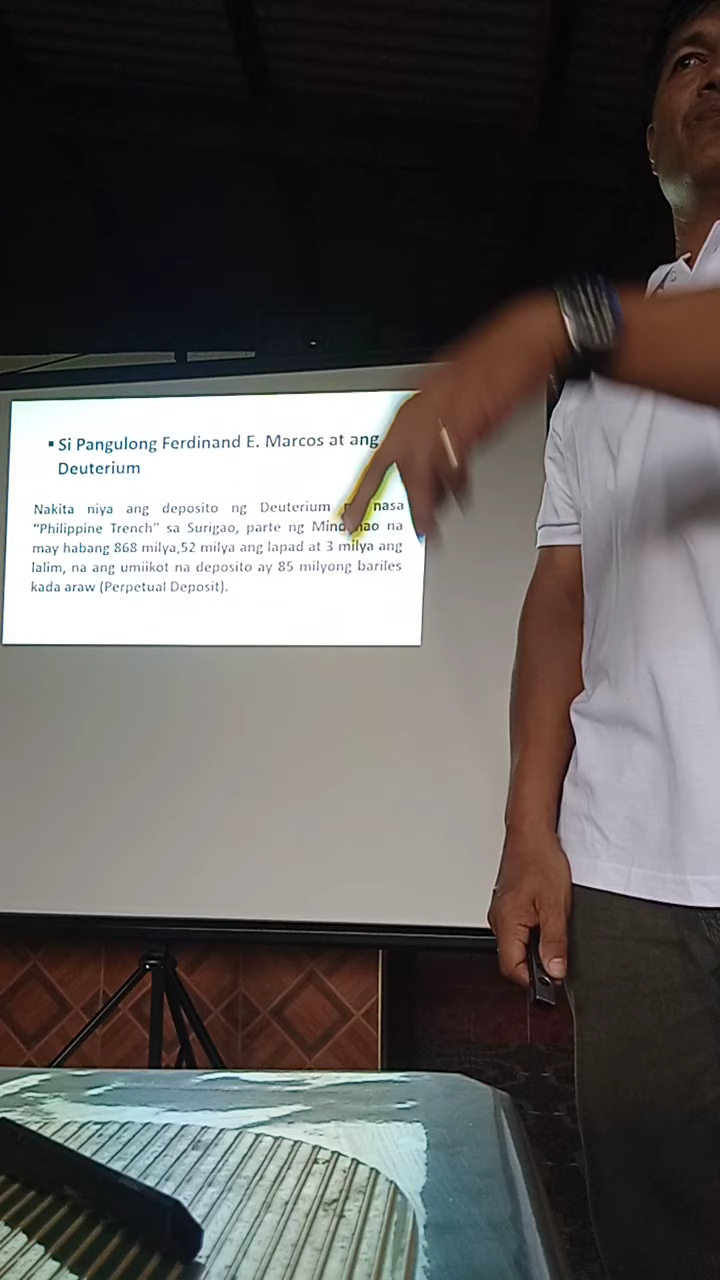 ▪ Si Pangulong Ferdinand E. Marcos at ang
Deuterium
Nakita niya ang deposito ng Deuterium nasa
“Philippine Trench” sa Surigao, parte ng Mindanao na
may habang 868 milya,52 milya ang lapad at 3 milya ang
lalim, na ang umiikot na deposito ay 85 milyong bariles
kada araw (Perpetual Deposit).